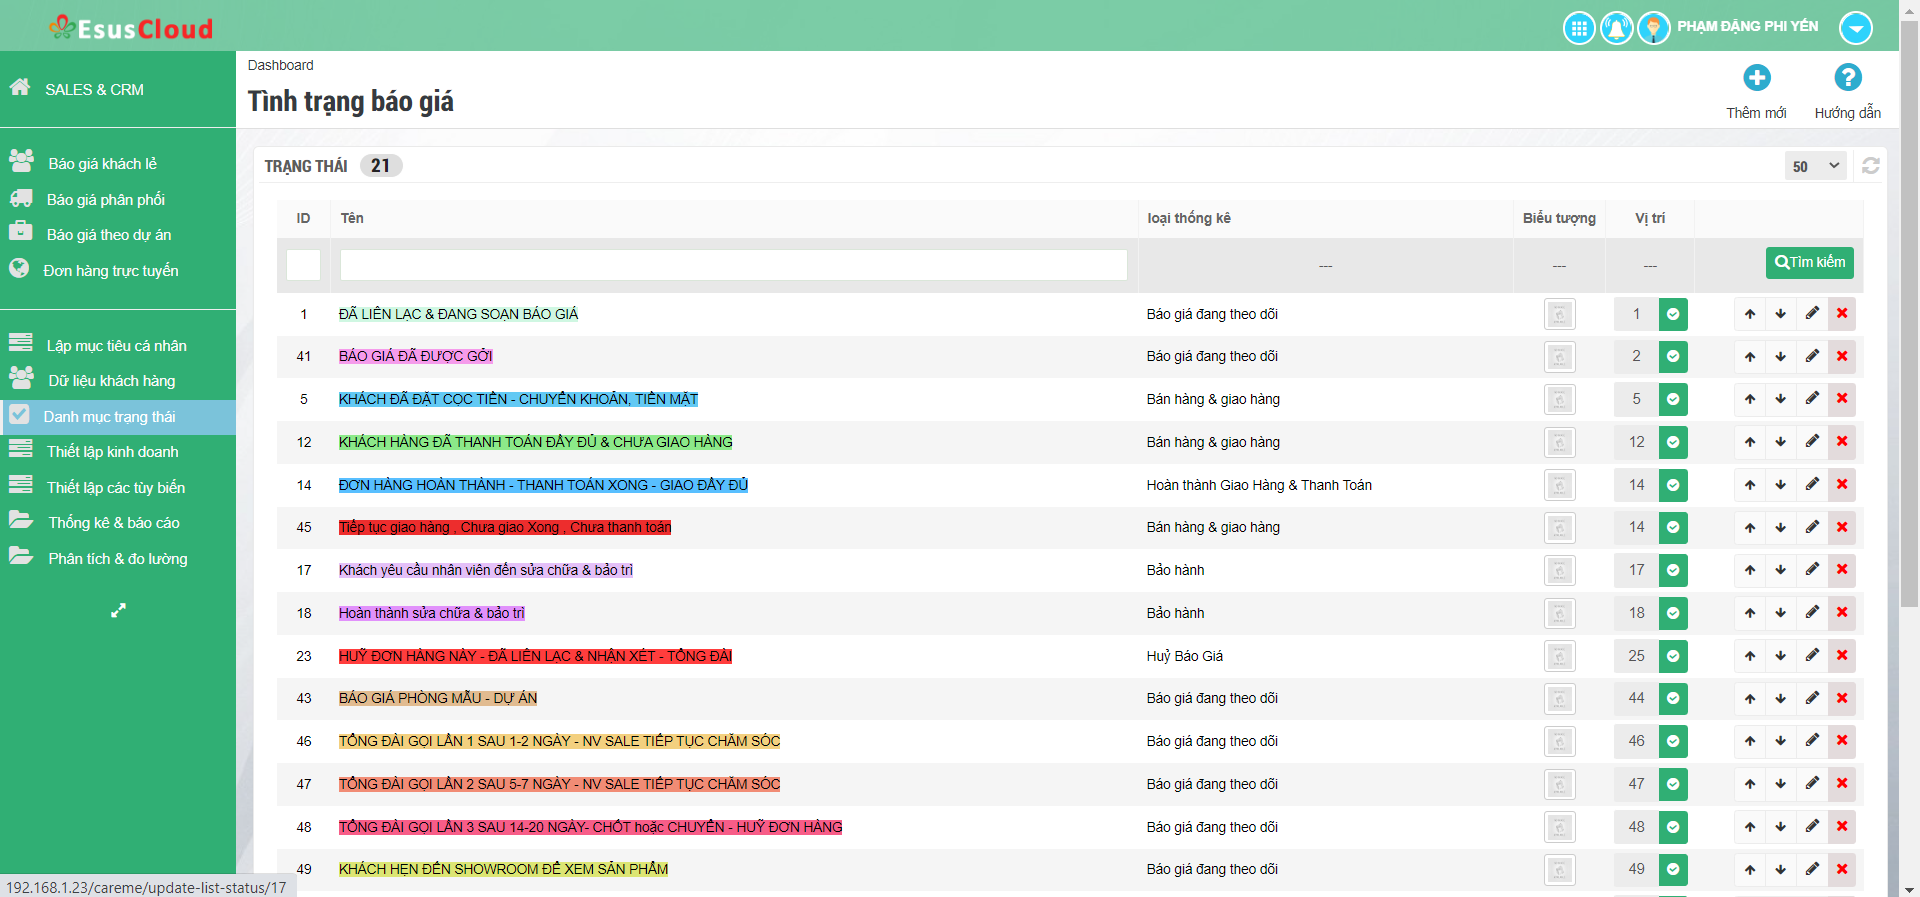 EsusCloud
PHẠM ĐẶNG PHI YẾN
SALES & CRM
Báo giá khách lẻ
Báo giá phân phối
Báo giá theo dự án
Đơn hàng trực tuyến
Lập mục tiêu cá nhân
Dữ liệu khách hàng
Danh mục trạng thái
Thiết lập kinh doanh
Thiết lập các tùy biến
Thống kê & báo cáo
Phân tích & đo lường
Dashboard
Tình trạng báo giá
Thêm mới
Hướng dẫn
TRẠNG THÁI 21
50
ID Tên loại thống kê Biểu tượng Vị trí
--- --- --- Tìm kiếm
1 ĐÃ LIÊN LẠC & ĐANG SOẠN BÁO GIÁ Báo giá đang theo dõi 1
41 BÁO GIÁ ĐÃ ĐƯỢC GỞI Báo giá đang theo dõi 2
5 KHÁCH ĐÃ ĐẶT CỌC TIỀN - CHUYỂN KHOẢN, TIỀN MẶT Bán hàng & giao hàng 5
12 KHÁCH HÀNG ĐÃ THANH TOÁN ĐẦY ĐỦ & CHƯA GIAO HÀNG Bán hàng & giao hàng 12
14 ĐƠN HÀNG HOÀN THÀNH - THANH TOÁN XONG - GIAO ĐẦY ĐỦ Hoàn thành Giao Hàng & Thanh Toán 14
45 Tiếp tục giao hàng , Chưa giao Xong , Chưa thanh toán Bán hàng & giao hàng 14
17 Khách yêu cầu nhân viên đến sửa chữa & bảo trì Bảo hành 17
18 Hoàn thành sửa chữa & bảo trì Bảo hành 18
23 HUỶ ĐƠN HÀNG NÀY - ĐÃ LIÊN LẠC & NHẬN XÉT - TỔNG ĐÀI Huỷ Báo Giá 25
43 BÁO GIÁ PHÒNG MẪU - DỰ ÁN Báo giá đang theo dõi 44
46 TỔNG ĐÀI GỌI LẦN 1 SAU 1-2 NGÀY - NV SALE TIẾP TỤC CHĂM SÓC Báo giá đang theo dõi 46
47 TỔNG ĐÀI GỌI LẦN 2 SAU 5-7 NGÀY - NV SALE TIẾP TỤC CHĂM SÓC Báo giá đang theo dõi 47
48 TỔNG ĐÀI GỌI LẦN 3 SAU 14-20 NGÀY- CHỐT hoặc CHUYỂN - HUỶ ĐƠN HÀNG Báo giá đang theo dõi 48
49 KHÁCH HẸN ĐẾN SHOWROOM ĐỂ XEM SẢN PHẨM Báo giá đang theo dõi 49
192.168.1.23/careme/update-list-status/17